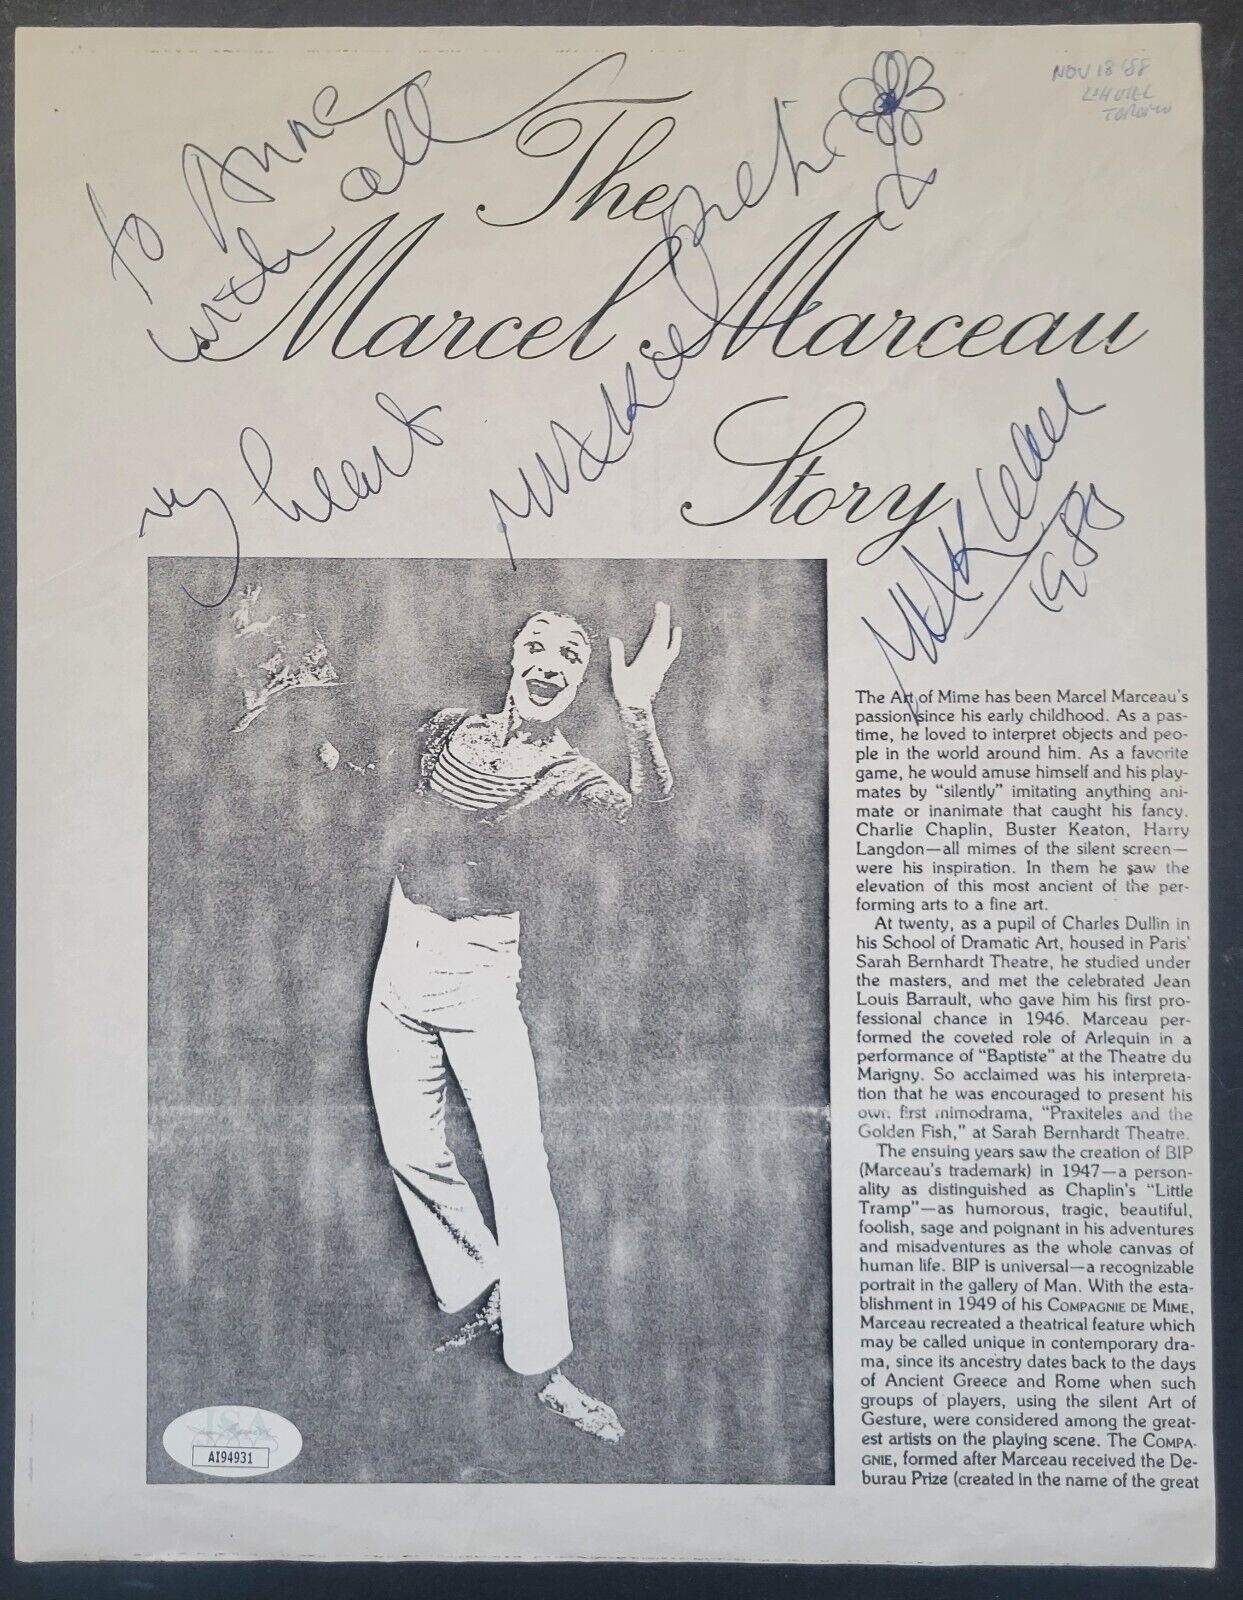 NOV 18 '88
L'HOTEL
TORONTO
to Anne
with all
my heart
The
Marcel Marceau
Story
1988
The Art of Mime has been Marcel Marceau's
passion since his early childhood. As a pas-
time, he loved to interpret objects and peo-
ple in the world around him. As a favorite
game, he would amuse himself and his play-
mates by "silently" imitating anything ani-
mate or inanimate that caught his fancy.
Charlie Chaplin, Buster Keaton, Harry
Langdon—all mimes of the silent screen—
were his inspiration. In them he saw the
elevation of this most ancient of the per-
forming arts to a fine art.
At twenty, as a pupil of Charles Dullin in
his School of Dramatic Art, housed in Paris'
Sarah Bernhardt Theatre, he studied under
the masters, and met the celebrated Jean
Louis Barrault, who gave him his first pro-
fessional chance in 1946. Marceau per-
formed the coveted role of Arlequin in a
performance of "Baptiste" at the Theatre du
Marigny. So acclaimed was his interpreta-
tion that he was encouraged to present his
own first mimodrama, "Praxiteles and the
Golden Fish," at Sarah Bernhardt Theatre.
The ensuing years saw the creation of BIP
(Marceau's trademark) in 1947—a person-
ality as distinguished as Chaplin's "Little
Tramp"—as humorous, tragic, beautiful,
foolish, sage and poignant in his adventures
and misadventures as the whole canvas of
human life. BIP is universal—a recognizable
portrait in the gallery of Man. With the esta-
blishment in 1949 of his COMPAGNIE DE MIME,
Marceau recreated a theatrical feature which
may be called unique in contemporary dra-
ma, since its ancestry dates back to the days
of Ancient Greece and Rome when such
groups of players, using the silent Art of
Gesture, were considered among the great-
est artists on the playing scene. The COMPA-
GNIE, formed after Marceau received the De-
burau Prize (created in the name of the great
JSA
AI94931